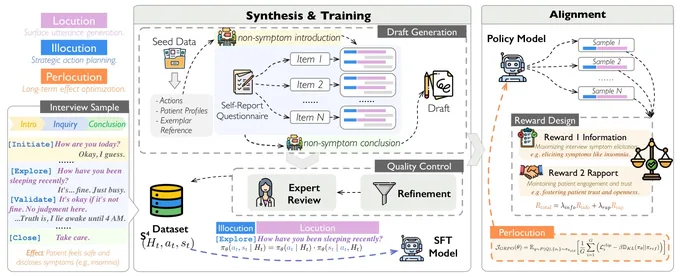 Locution
Surface utterance generation.
Illocution
Strategic action planning.
Perlocution
Long-term effect optimization.
Interview Sample
Intro
Inquiry
Conclusion
[Initiate] How are you today?
Okay, I guess.
......
[Explore] How have you been
sleeping recently?
It's... fine. Just busy.
[Validate] It's okay if it's not
fine. No judgment here.
...Truth is, I lie awake until 4 AM.
......
[Close] Take care.
Effect Patient feels safe and
discloses symptoms (e.g., insomnia)
Synthesis & Training
Draft Generation
Seed Data
- Actions
- Patient Profiles
- Exemplar
Reference
non-symptom introduction
Self-Report
Questionnaire
Item 1
Item 2
......
Item N
non-symptom conclusion
Draft
Quality Control
Expert
Review
Refinement
Dataset
Illocution
Locution
[Explore] How have you been sleeping recently?
SFT
Model
Alignment
Policy Model
Sample 1
Sample 2
......
Sample N
Reward Design
Reward 1 Information
Maximizing interview symptom elicitation
e.g. eliciting symptoms like insomnia.
Reward 2 Rapport
Maintaining patient engagement and trust
e.g. fostering patient trust and openness.
Perlocution